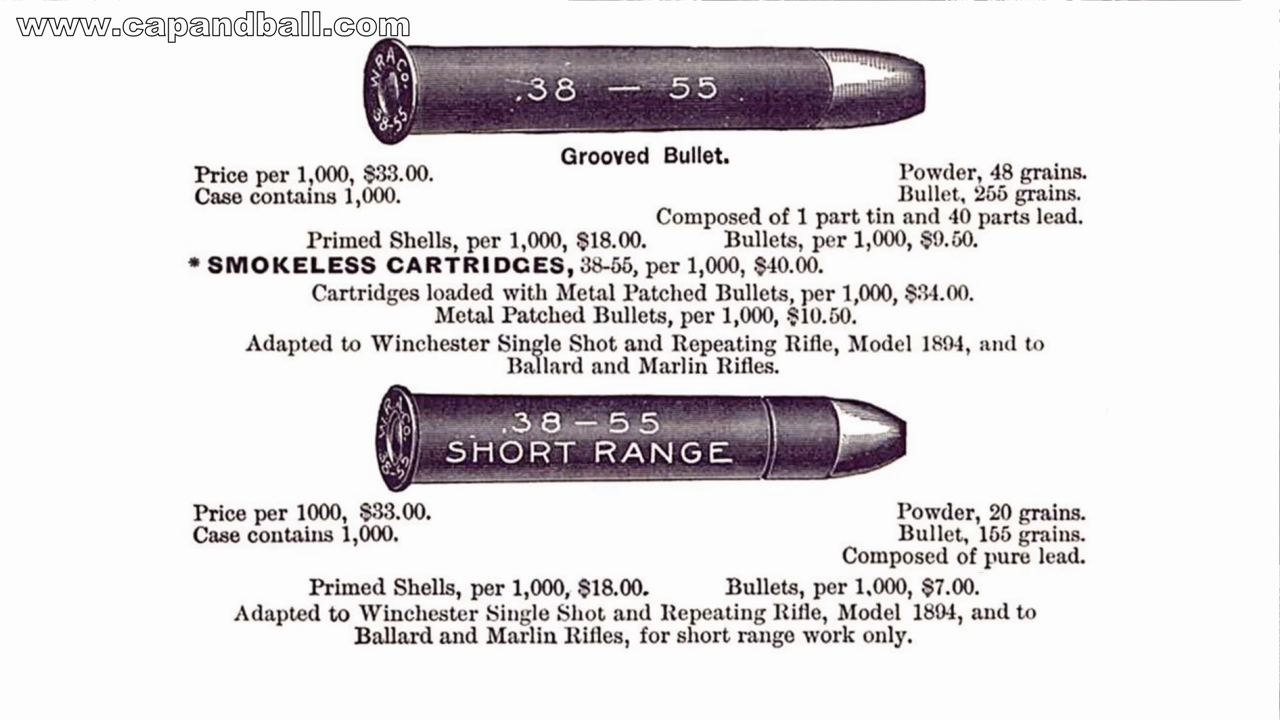 www.capandball.com
W.R.A.Co. 38-55
.38 — 55
Grooved Bullet.
Price per 1,000, $33.00.
Powder, 48 grains.
Case contains 1,000.
Bullet, 255 grains.
Composed of 1 part tin and 40 parts lead.
Primed Shells, per 1,000, $18.00. Bullets, per 1,000, $9.50.
* SMOKELESS CARTRIDGES, 38-55, per 1,000, $40.00.
Cartridges loaded with Metal Patched Bullets, per 1,000, $34.00.
Metal Patched Bullets, per 1,000, $10.50.
Adapted to Winchester Single Shot and Repeating Rifle, Model 1894, and to
Ballard and Marlin Rifles.
W.R.A.Co. 38-55
.38 – 55
SHORT RANGE
Price per 1000, $33.00.
Powder, 20 grains.
Case contains 1,000.
Bullet, 155 grains.
Composed of pure lead.
Primed Shells, per 1,000, $18.00. Bullets, per 1,000, $7.00.
Adapted to Winchester Single Shot and Repeating Rifle, Model 1894, and to
Ballard and Marlin Rifles, for short range work only.